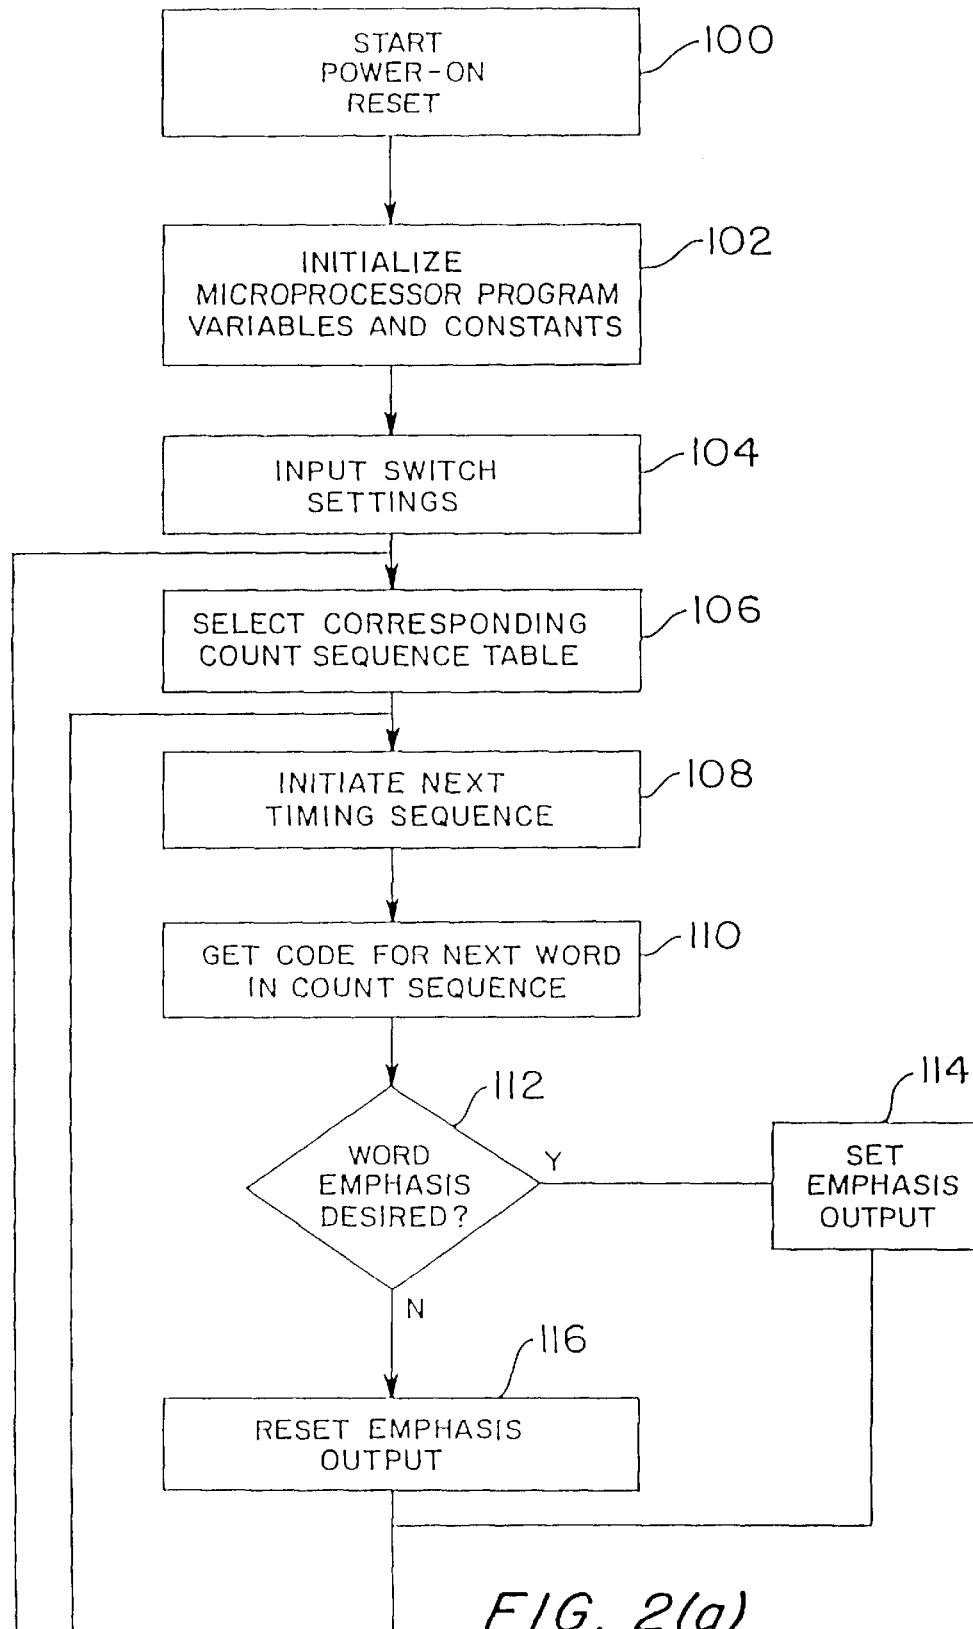 START
POWER-ON
RESET
100
INITIALIZE
MICROPROCESSOR PROGRAM
VARIABLES AND CONSTANTS
102
INPUT SWITCH
SETTINGS
104
SELECT CORRESPONDING
COUNT SEQUENCE TABLE
106
INITIATE NEXT
TIMING SEQUENCE
108
GET CODE FOR NEXT WORD
IN COUNT SEQUENCE
110
WORD
EMPHASIS
DESIRED?
112
Y
N
SET
EMPHASIS
OUTPUT
114
RESET EMPHASIS
OUTPUT
116
FIG. 2(a)